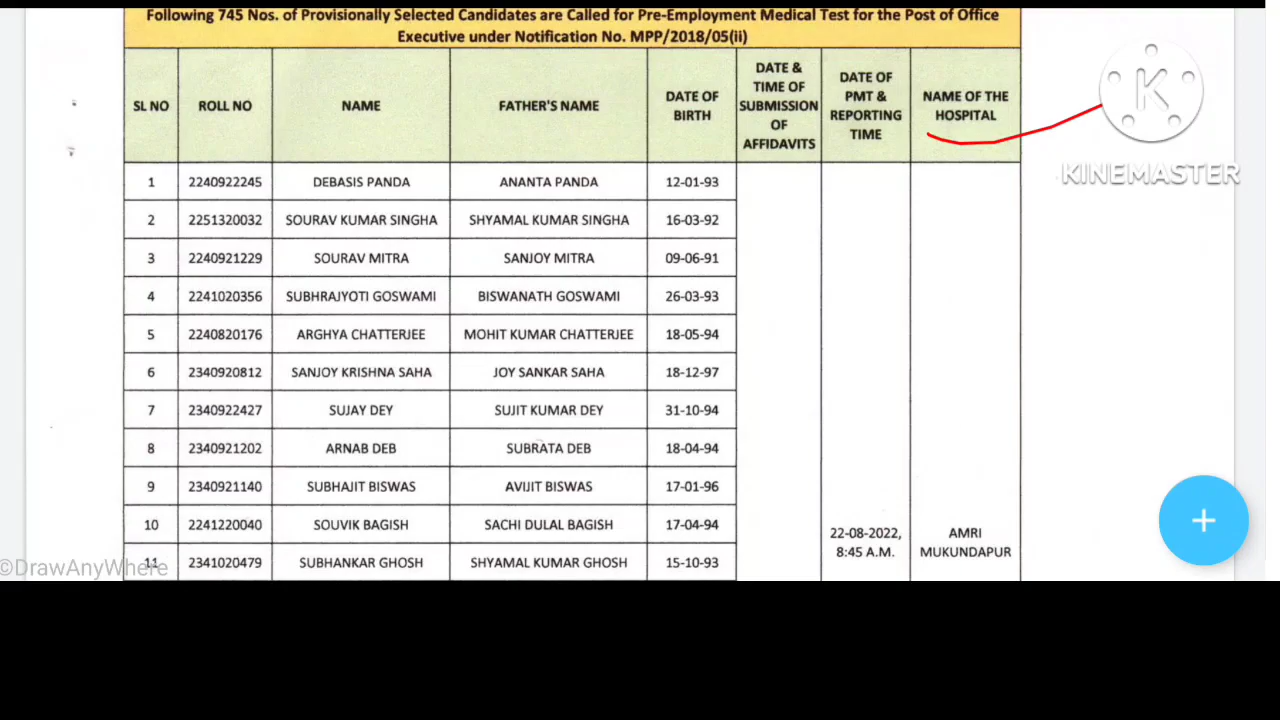 Following 745 Nos. of Provisionally Selected Candidates are Called for Pre-Employment Medical Test for the Post of Office
Executive under Notification No. MPP/2018/05(ii)
SL NO ROLL NO NAME FATHER'S NAME DATE OF BIRTH DATE & TIME OF SUBMISSION OF AFFIDAVITS DATE OF PMT & REPORTING TIME NAME OF THE HOSPITAL
1 2240922245 DEBASIS PANDA ANANTA PANDA 12-01-93
2 2251320032 SOURAV KUMAR SINGHA SHYAMAL KUMAR SINGHA 16-03-92
3 2240921229 SOURAV MITRA SANJOY MITRA 09-06-91
4 2241020356 SUBHRAJYOTI GOSWAMI BISWANATH GOSWAMI 26-03-93
5 2240820176 ARGHYA CHATTERJEE MOHIT KUMAR CHATTERJEE 18-05-94
6 2340920812 SANJOY KRISHNA SAHA JOY SANKAR SAHA 18-12-97
7 2340922427 SUJAY DEY SUJIT KUMAR DEY 31-10-94
8 2340921202 ARNAB DEB SUBRATA DEB 18-04-94
9 2340921140 SUBHAJIT BISWAS AVIJIT BISWAS 17-01-96
10 2241220040 SOUVIK BAGISH SACHI DULAL BAGISH 17-04-94 22-08-2022, AMRI
8:45 A.M. MUKUNDAPUR
11 2341020479 SUBHANKAR GHOSH SHYAMAL KUMAR GHOSH 15-10-93
K
KINEMASTER
+
©DrawAnyWhere